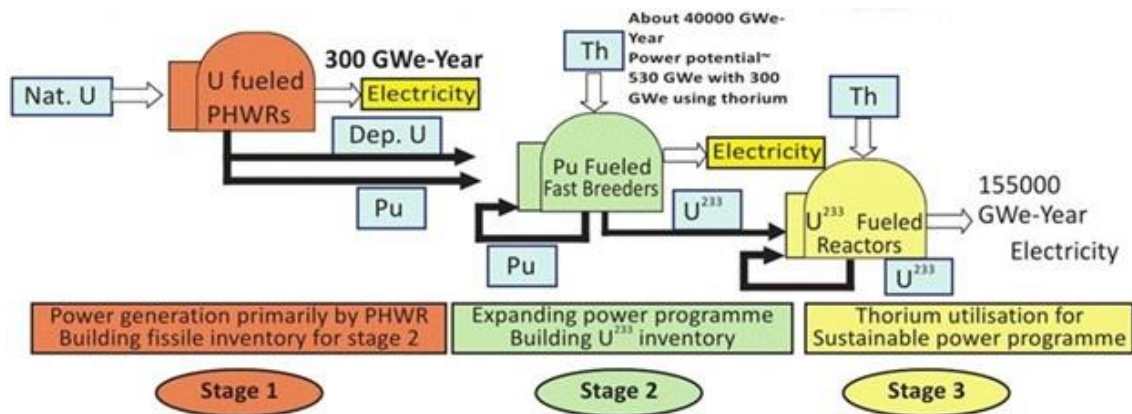 Nat. U
U fueled
PHWRs
300 GWe-Year
Electricity
Dep. U
Pu
Th
About 40000 GWe-
Year
Power potential~
530 GWe with 300
GWe using thorium
Pu Fueled
Fast Breeders
Electricity
Pu
U²³³
Th
U²³³ Fueled
Reactors
U²³³
155000
GWe-Year
Electricity
Power generation primarily by PHWR
Building fissile inventory for stage 2
Expanding power programme
Building U²³³ inventory
Thorium utilisation for
Sustainable power programme
Stage 1
Stage 2
Stage 3